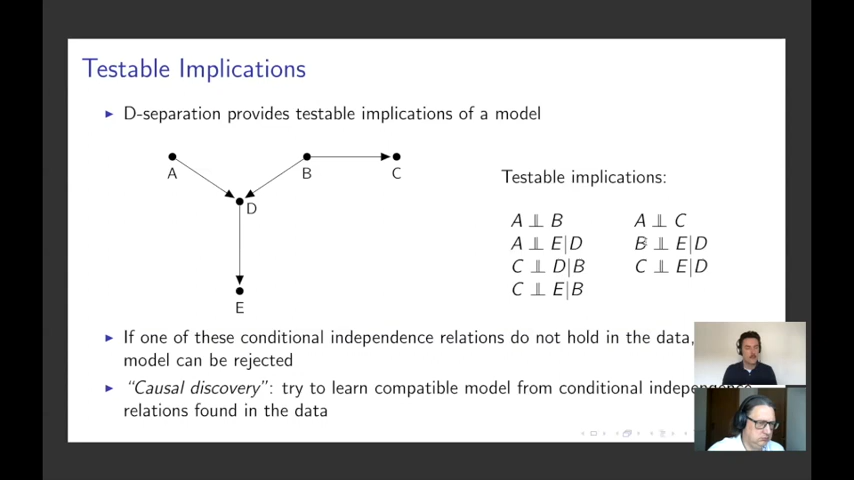 Testable Implications
D-separation provides testable implications of a model
A B C
D
E
Testable implications:
A ⫫ B A ⫫ C
A ⫫ E|D B ⫫ E|D
C ⫫ D|B C ⫫ E|D
C ⫫ E|B
If one of these conditional independence relations do not hold in the data,
model can be rejected
“Causal discovery”: try to learn compatible model from conditional independence
relations found in the data